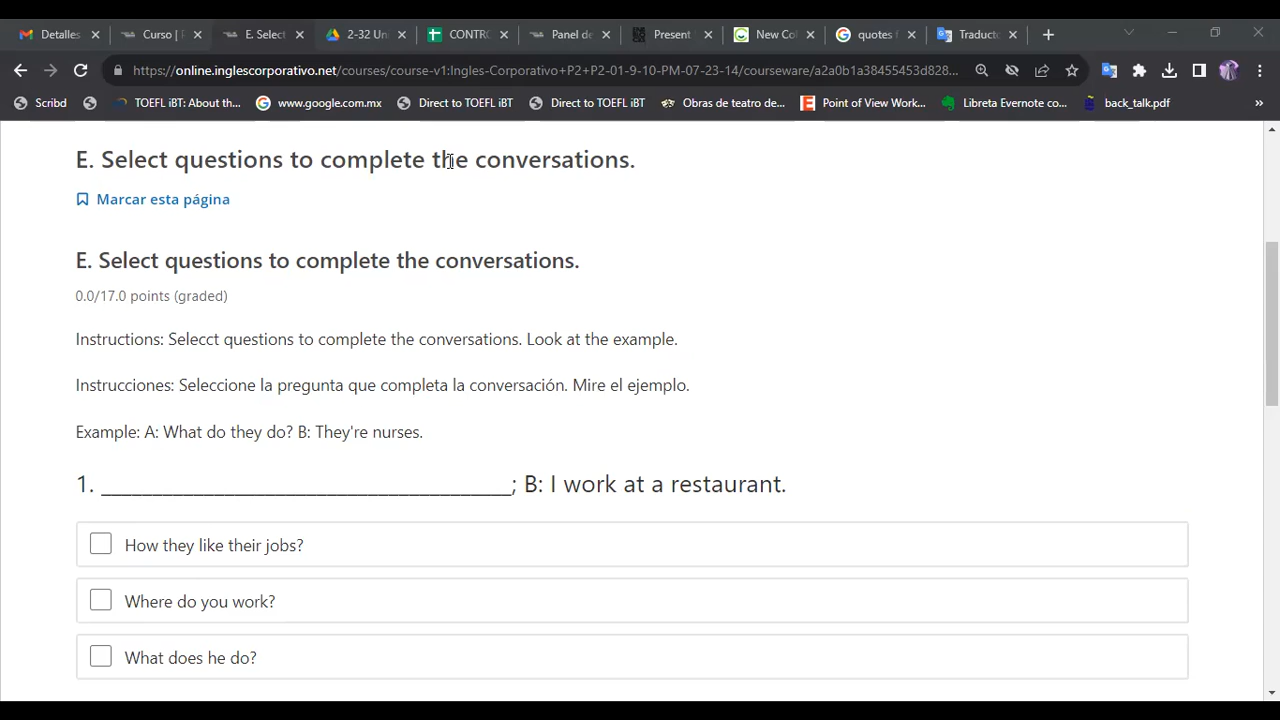 Detalles
Curso | F
E. Select
2-32 Un
CONTRO
Panel de
Present
New Col
quotes f
Traducto
https://online.inglescorporativo.net/courses/course-v1:Ingles-Corporativo+P2+P2-01-9-10-PM-07-23-14/courseware/a2a0b1a38455453d828...
Scribd
TOEFL iBT: About th...
www.google.com.mx
Direct to TOEFL iBT
Direct to TOEFL iBT
Obras de teatro de...
Point of View Work...
Libreta Evernote co...
back_talk.pdf
»
E. Select questions to complete the conversations.
Marcar esta página
E. Select questions to complete the conversations.
0.0/17.0 points (graded)
Instructions: Selecct questions to complete the conversations. Look at the example.
Instrucciones: Seleccione la pregunta que completa la conversación. Mire el ejemplo.
Example: A: What do they do? B: They're nurses.
1. ________________________________; B: I work at a restaurant.
How they like their jobs?
Where do you work?
What does he do?